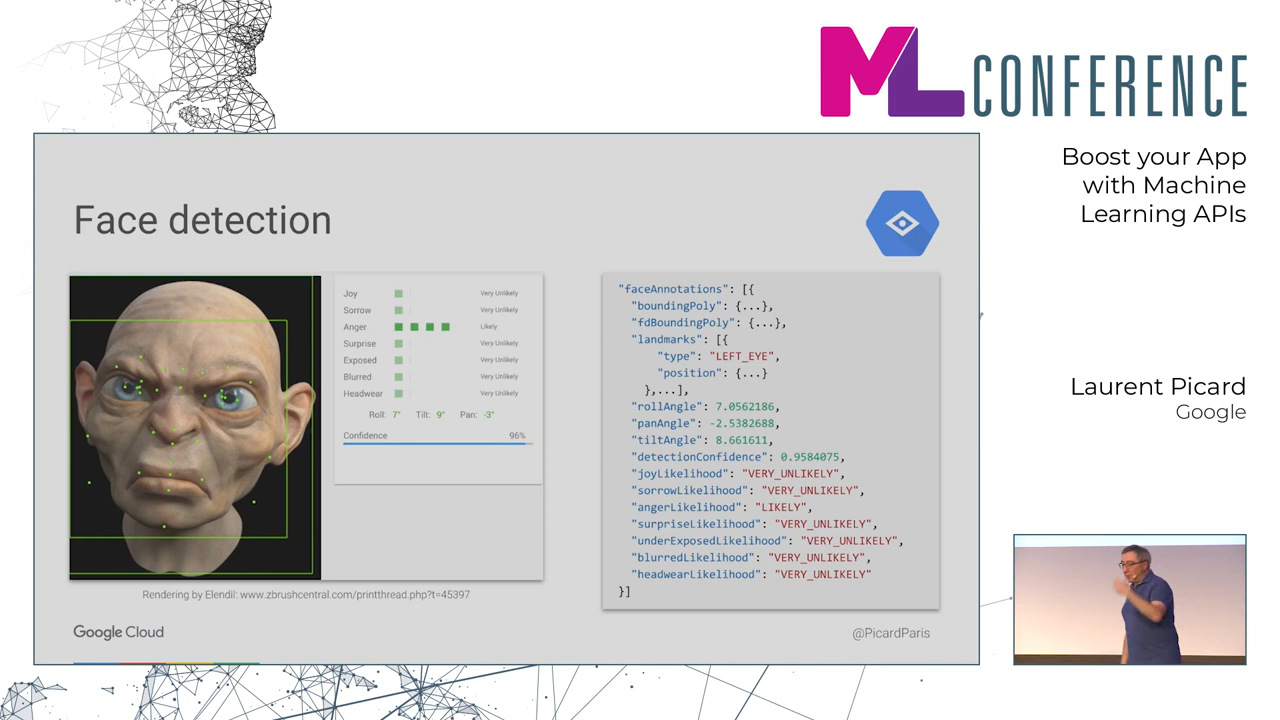 ML CONFERENCE
Boost your App
with Machine
Learning APIs
Laurent Picard
Google
Face detection
Joy Very Unlikely
Sorrow Very Unlikely
Anger Likely
Surprise Very Unlikely
Exposed Very Unlikely
Blurred Very Unlikely
Headwear Very Unlikely
Roll: 7° Tilt: 9° Pan: -3°
Confidence 96%
"faceAnnotations": [{
"boundingPoly": {...},
"fdBoundingPoly": {...},
"landmarks": [{
"type": "LEFT_EYE",
"position": {...}
},...],
"rollAngle": 7.0562186,
"panAngle": -2.5382688,
"tiltAngle": 8.661611,
"detectionConfidence": 0.9584075,
"joyLikelihood": "VERY_UNLIKELY",
"sorrowLikelihood": "VERY_UNLIKELY",
"angerLikelihood": "LIKELY",
"surpriseLikelihood": "VERY_UNLIKELY",
"underExposedLikelihood": "VERY_UNLIKELY",
"blurredLikelihood": "VERY_UNLIKELY",
"headwearLikelihood": "VERY_UNLIKELY"
}]
Rendering by Elendil: www.zbrushcentral.com/printthread.php?t=45397
Google Cloud
@PicardParis